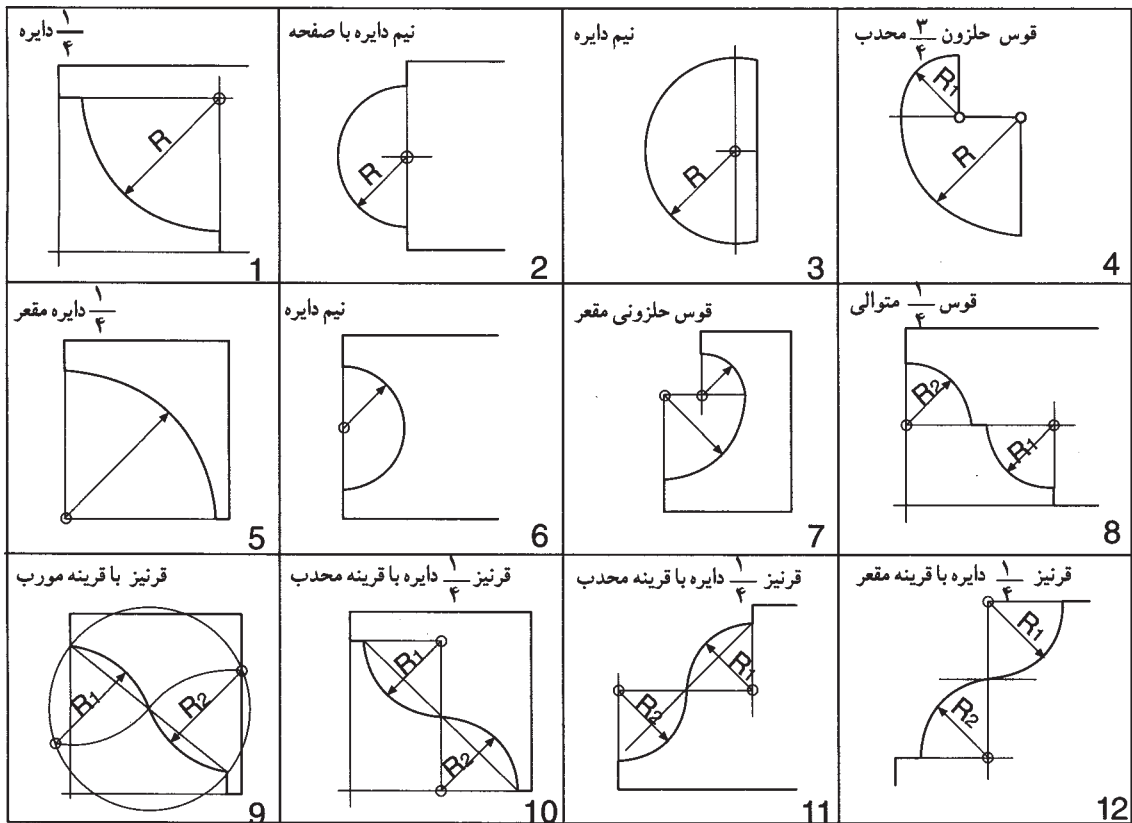 ۱/۴ دایره
R
1
نیم دایره با صفحه
R
2
نیم دایره
R
3
قوس حلزون ۳/۴ محدب
R1
R
4
۱/۴ دایره مقعر
5
نیم دایره
6
قوس حلزونی مقعر
7
قوس ۱/۴ متوالی
R2
R1
8
قرنیز با قرینه مورب
R1
R2
9
قرنیز ۱/۴ دایره با قرینه محدب
R1
R2
10
قرنیز ۱/۴ دایره با قرینه محدب
R1
R2
11
قرنیز ۱/۴ دایره با قرینه مقعر
R1
R2
12